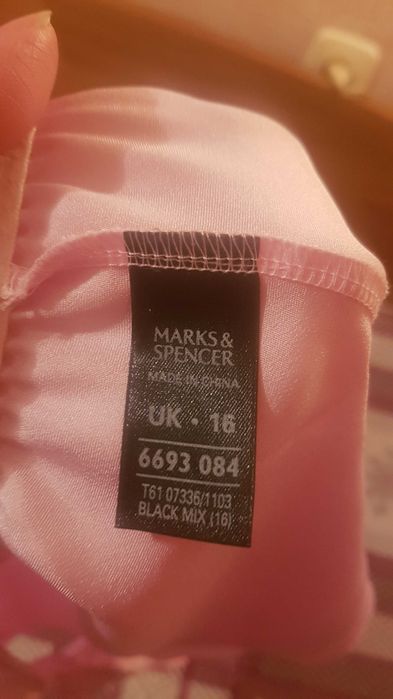 MARKS &
SPENCER
MADE IN CHINA
UK · 16
6693 084
T61 07336/1103
BLACK MIX (16)